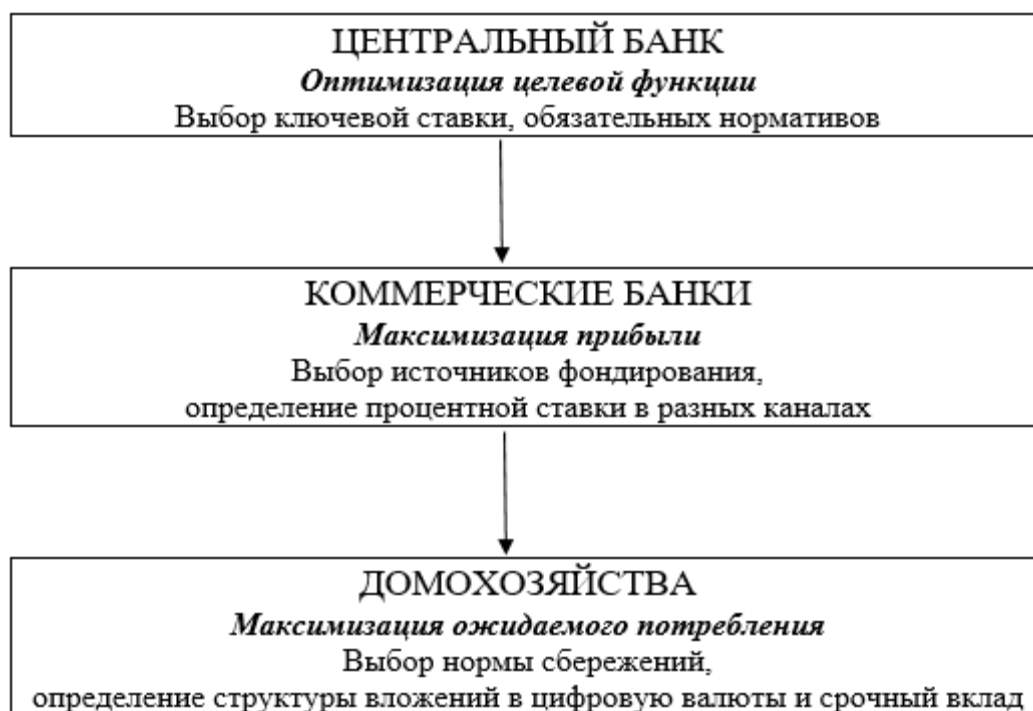 ЦЕНТРАЛЬНЫЙ БАНК
Оптимизация целевой функции
Выбор ключевой ставки, обязательных нормативов
КОММЕРЧЕСКИЕ БАНКИ
Максимизация прибыли
Выбор источников фондирования,
определение процентной ставки в разных каналах
ДОМОХОЗЯЙСТВА
Максимизация ожидаемого потребления
Выбор нормы сбережений,
определение структуры вложений в цифровую валюты и срочный вклад